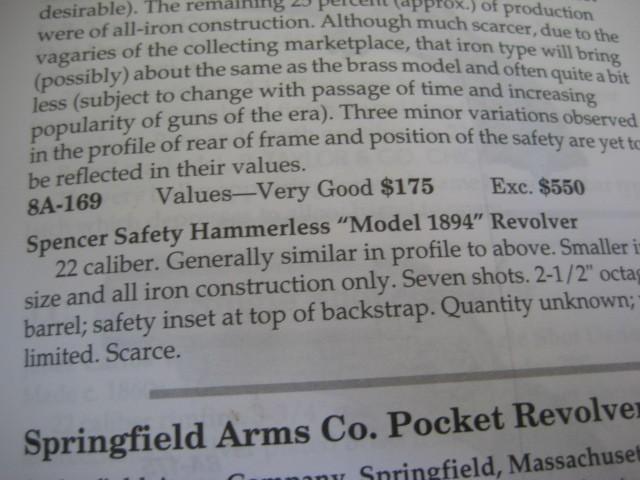 desirable). The remaining 25 percent (approx.) of production
were of all-iron construction. Although much scarcer, due to the
vagaries of the collecting marketplace, that iron type will bring
(possibly) about the same as the brass model and often quite a bit
less (subject to change with passage of time and increasing
popularity of guns of the era). Three minor variations observed
in the profile of rear of frame and position of the safety are yet to
be reflected in their values.
8A-169 Values—Very Good $175 Exc. $550
Spencer Safety Hammerless "Model 1894" Revolver
22 caliber. Generally similar in profile to above. Smaller
size and all iron construction only. Seven shots. 2-1/2" octag
barrel; safety inset at top of backstrap. Quantity unknown;
limited. Scarce.
Springfield Arms Co. Pocket Revolve
Company, Springfield, Massachuset